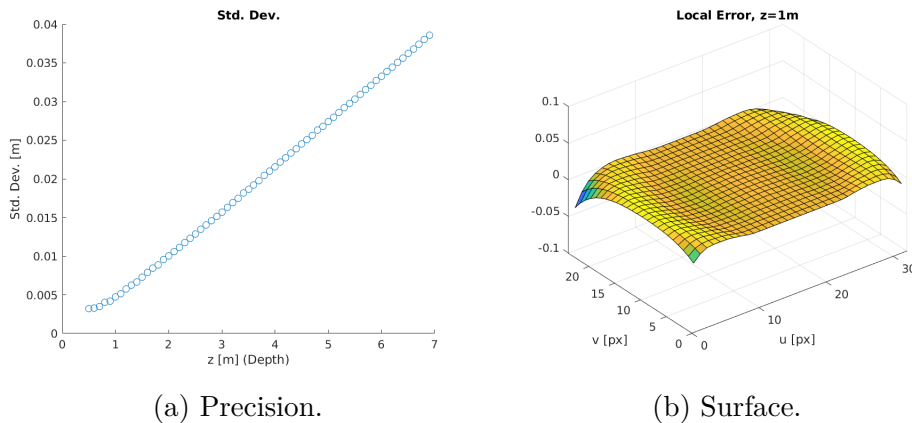 Std. Dev.
0.04
0.035
0.03
0.025
0.02
0.015
0.01
0.005
0
Std. Dev. [m]
0 1 2 3 4 5 6 7
z [m] (Depth)
(a) Precision.
Local Error, z=1m
0.1
0.05
0
-0.05
-0.1
20
15
10
5
0
v [px]
0
10
20
30
u [px]
(b) Surface.